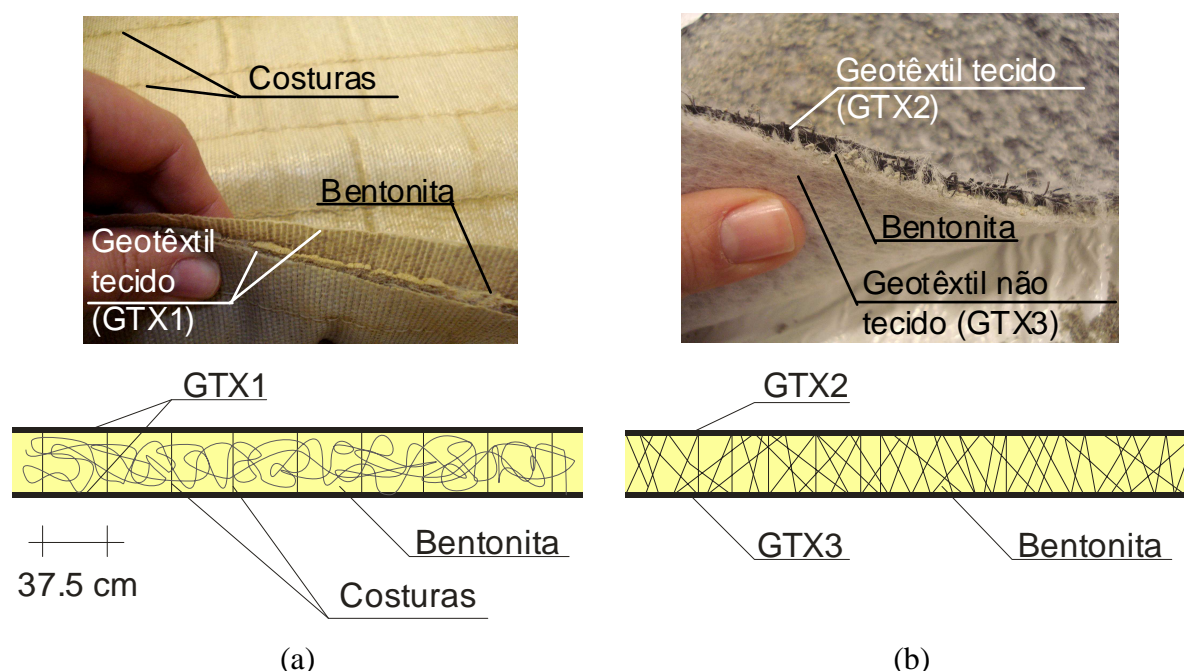 Costuras
Bentonita
Geotêxtil
tecido
(GTX1)
Geotêxtil tecido
(GTX2)
Bentonita
Geotêxtil não
tecido (GTX3)
GTX1
Bentonita
Costuras
37.5 cm
GTX2
GTX3
Bentonita
(a)
(b)